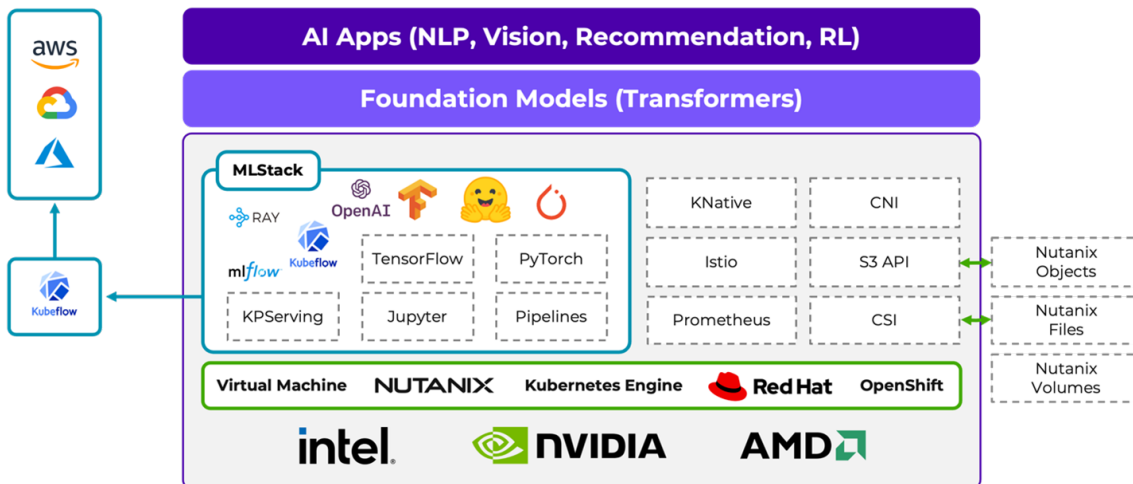 aws
Kubeflow
AI Apps (NLP, Vision, Recommendation, RL)
Foundation Models (Transformers)
MLStack
RAY
OpenAI
mlflow
Kubeflow
TensorFlow
PyTorch
KPServing
Jupyter
Pipelines
KNative
CNI
Istio
S3 API
Prometheus
CSI
Nutanix
Objects
Nutanix
Files
Nutanix
Volumes
Virtual Machine
NUTANIX
Kubernetes Engine
Red Hat
OpenShift
intel.
NVIDIA
AMD